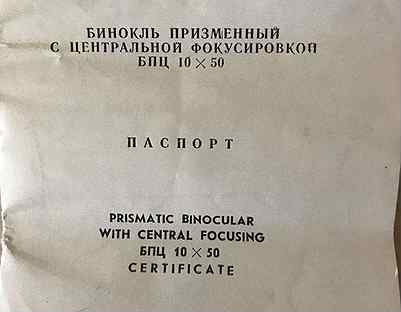 БИНОКЛЬ ПРИЗМЕННЫЙ
С ЦЕНТРАЛЬНОЙ ФОКУСИРОВКОЙ
БПЦ 10×50
ПАСПОРТ
PRISMATIC BINOCULAR
WITH CENTRAL FOCUSING
БПЦ 10×50
CERTIFICATE